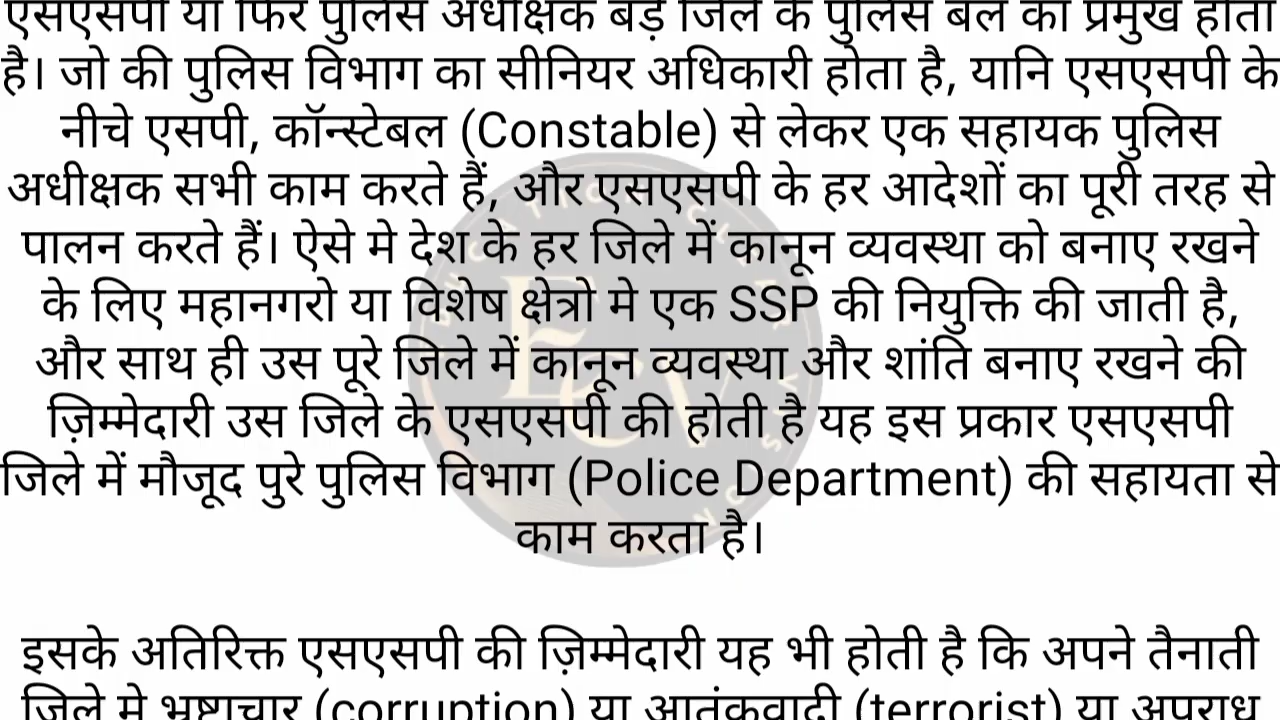 एसएसपी या फिर पुलिस अधीक्षक बड़े जिले के पुलिस बल का प्रमुख होता
है। जो की पुलिस विभाग का सीनियर अधिकारी होता है, यानि एसएसपी के
नीचे एसपी, कॉन्स्टेबल (Constable) से लेकर एक सहायक पुलिस
अधीक्षक सभी काम करते हैं, और एसएसपी के हर आदेशों का पूरी तरह से
पालन करते हैं। ऐसे मे देश के हर जिले में कानून व्यवस्था को बनाए रखने
के लिए महानगरो या विशेष क्षेत्रो मे एक SSP की नियुक्ति की जाती है,
और साथ ही उस पूरे जिले में कानून व्यवस्था और शांति बनाए रखने की
ज़िम्मेदारी उस जिले के एसएसपी की होती है यह इस प्रकार एसएसपी
जिले में मौजूद पुरे पुलिस विभाग (Police Department) की सहायता से
काम करता है।
इसके अतिरिक्त एसएसपी की ज़िम्मेदारी यह भी होती है कि अपने तैनाती
जिले मे भ्रष्टाचार (corruption) या आतंकवादी (terrorist) या अपराध